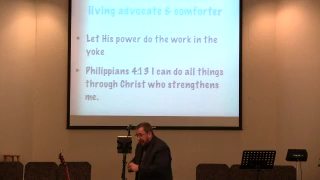 living advocate & comforter
• Let His power do the work in the
yoke
• Philippians 4:13 I can do all things
through Christ who strengthens
me.